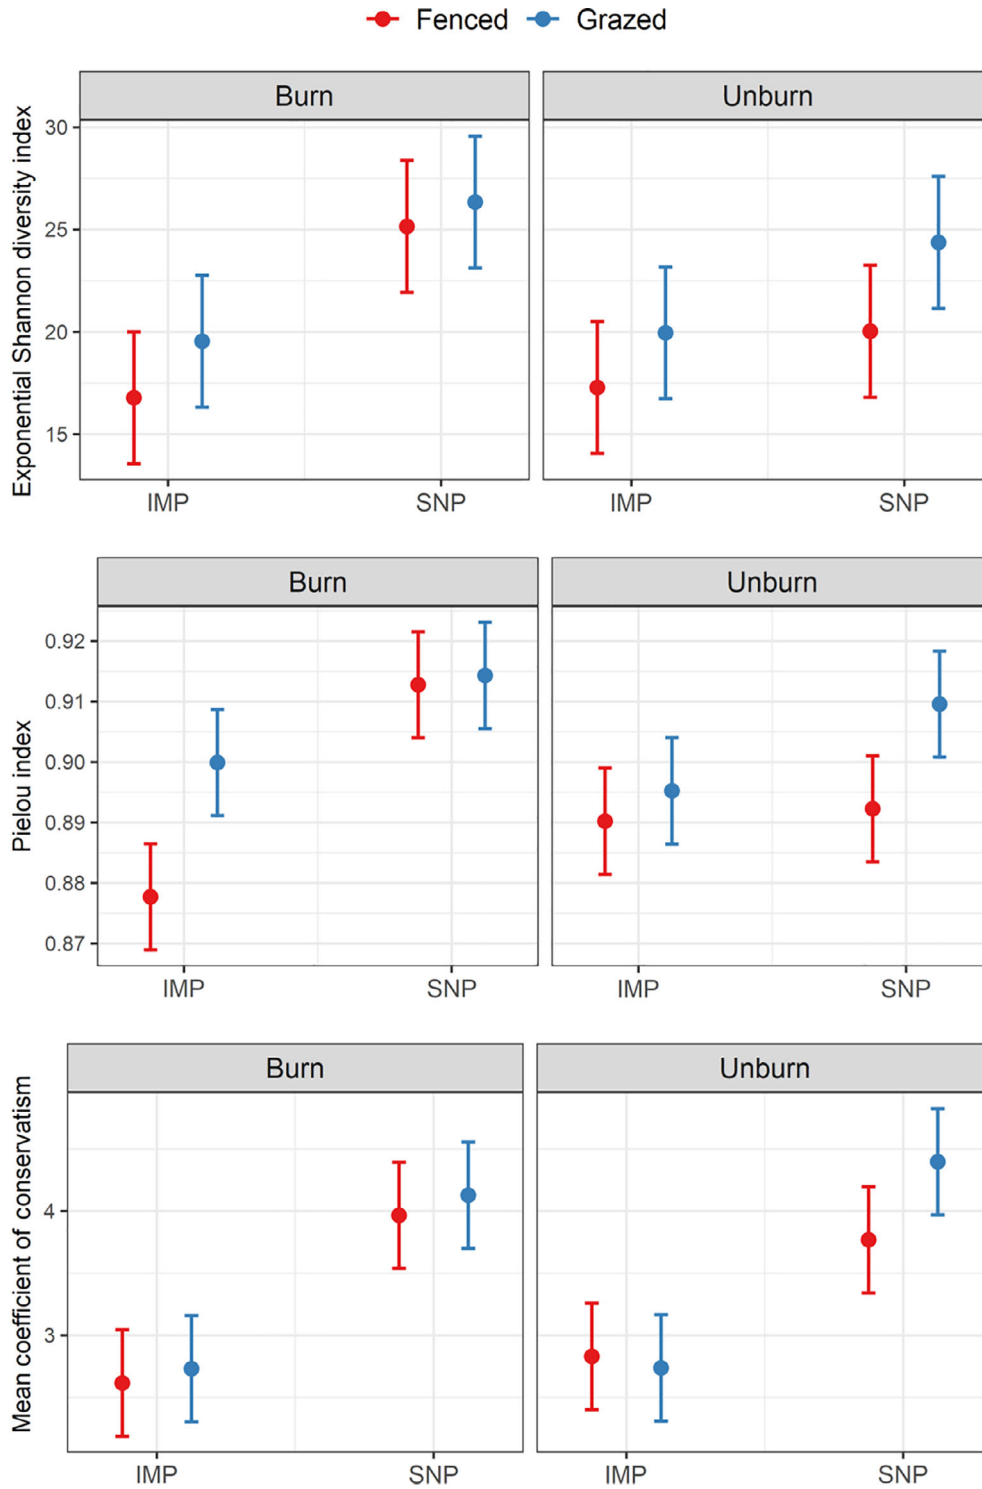 Fenced Grazed
Burn Unburn
Exponential Shannon diversity index
30
25
20
15
IMP SNP IMP SNP
Burn Unburn
Pielou index
0.92
0.91
0.90
0.89
0.88
0.87
IMP SNP IMP SNP
Burn Unburn
Mean coefficient of conservatism
4
3
IMP SNP IMP SNP